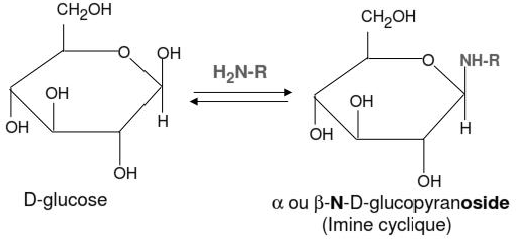 CH₂OH
O
OH
OH
OH
H
OH
D-glucose
H₂N-R
CH₂OH
O
NH-R
OH
OH
H
OH
α ou β-N-D-glucopyranoside
(Imine cyclique)